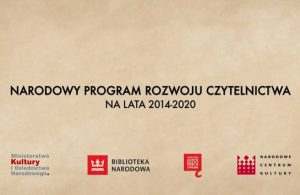 NARODOWY PROGRAM ROZWOJU CZYTELNICTWA
NA LATA 2014-2020
Ministerstwo
Kultury
i Dziedzictwa
Narodowego.
BIBLIOTEKA
NARODOWA
NARODOWE
CENTRUM
KULTURY